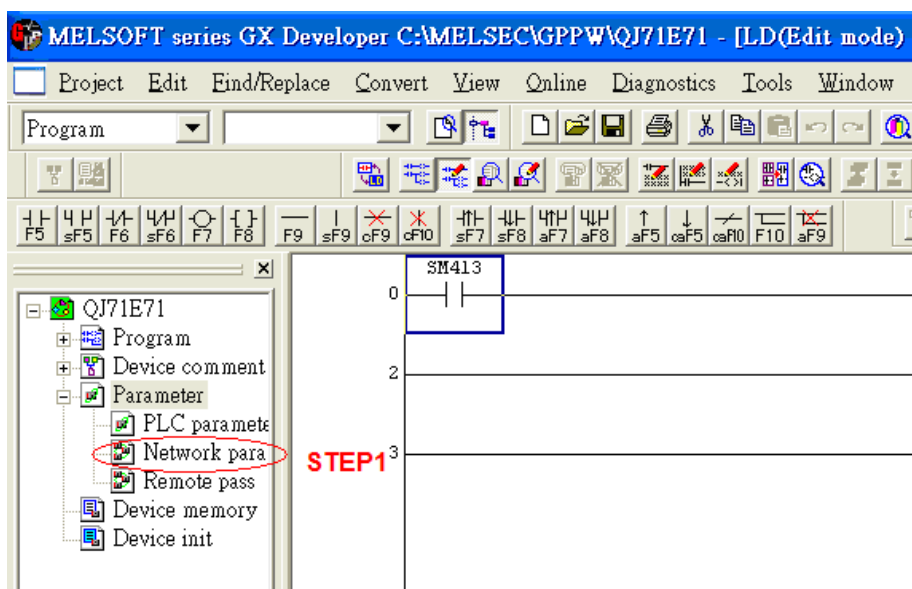 MELSOFT series GX Developer C:\MELSEC\GPPW\QJ71E71 - [LD(Edit mode)
Project Edit Find/Replace Convert View Online Diagnostics Tools Window
Program
F5 sF5 F6 sF6 F7 F8 F9 sF9 cF9 cF10 sF7 sF8 aF7 aF8 aF5 caF5 caF10 F10 aF9
QJ71E71
Program
Device comment
Parameter
PLC paramete
Network para
Remote pass
Device memory
Device init
SM413
0
2
3
STEP1